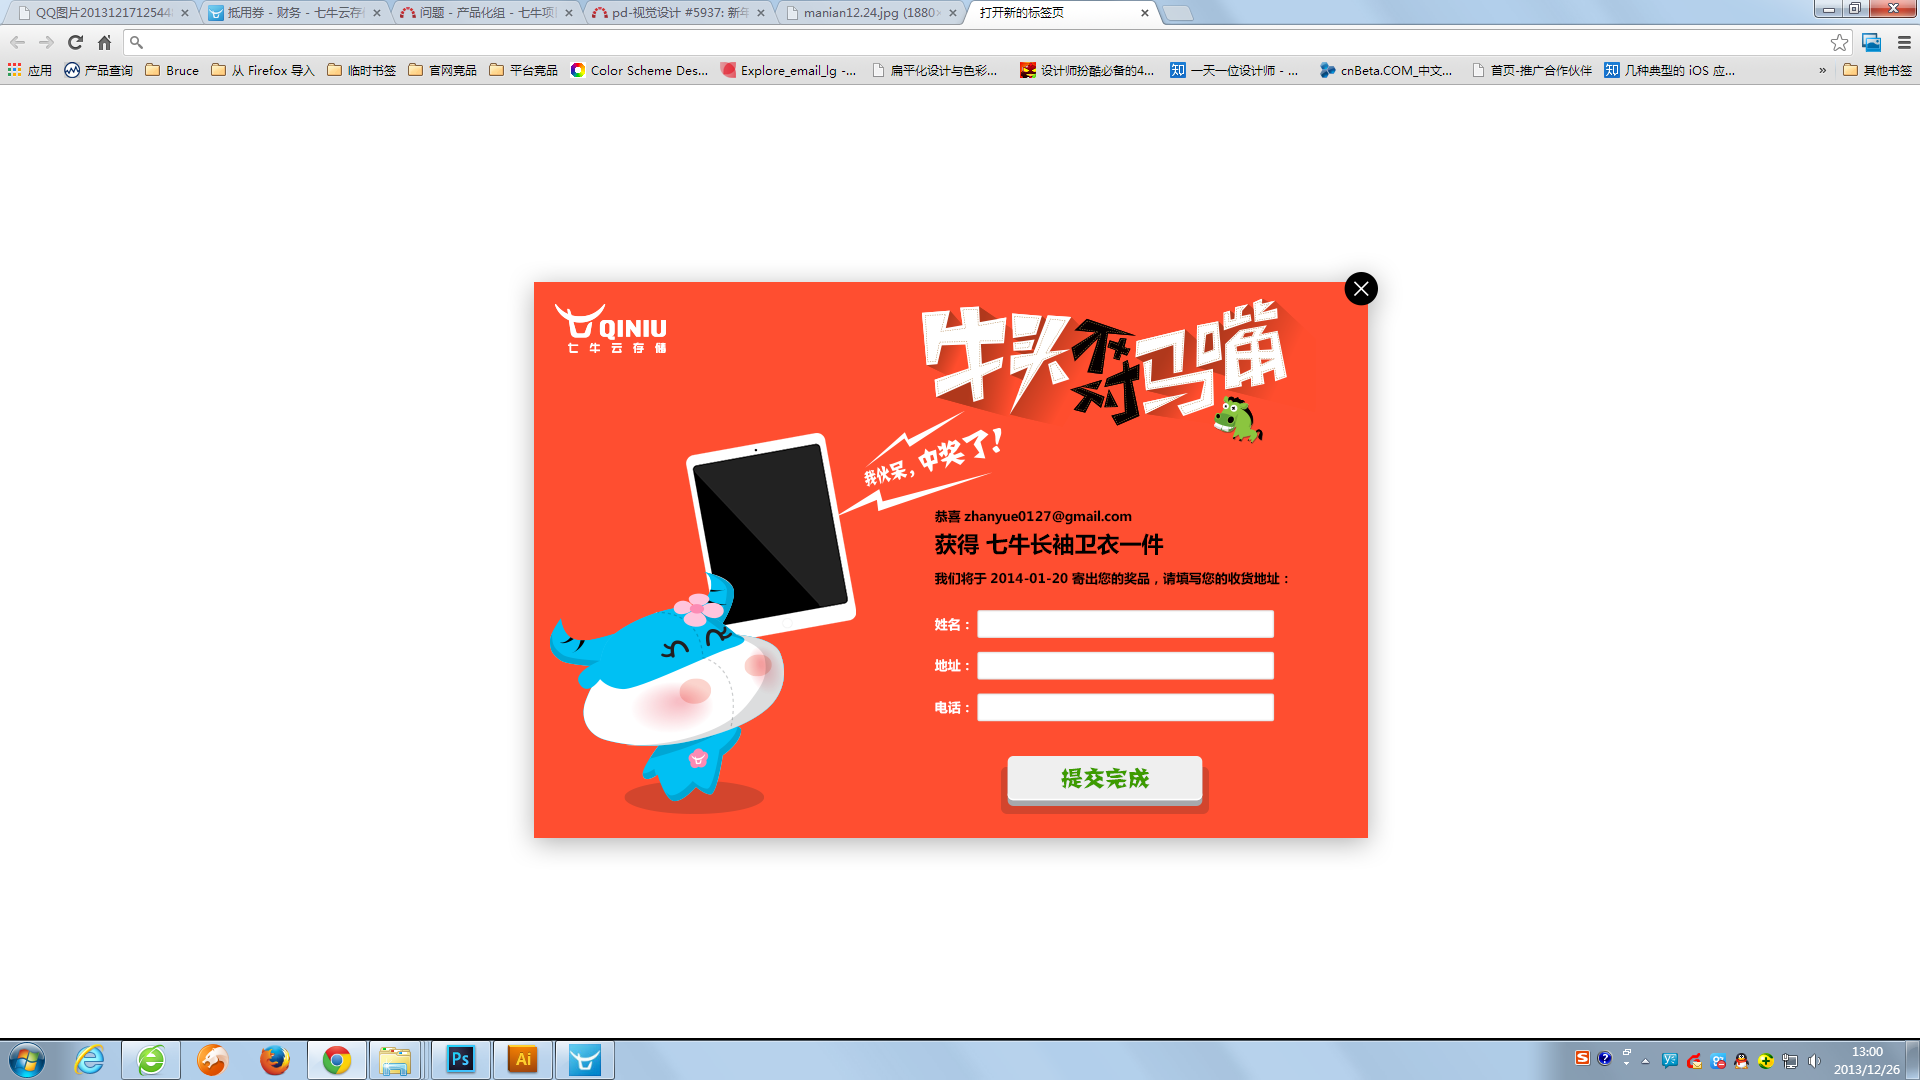 QQ图片2013121712544
抵用券 - 财务 - 七牛云存
问题 - 产品化组 - 七牛项
pd-视觉设计 #5937: 新年
manian12.24.jpg (1880×
打开新的标签页
应用
产品查询
Bruce
从 Firefox 导入
临时书签
官网竞品
平台竞品
Color Scheme Des...
Explore_email_lg -...
扁平化设计与色彩...
设计师扮酷必备的4...
知 一天一位设计师 - ...
cnBeta.COM_中文...
首页-推广合作伙伴
知 几种典型的 iOS 应...
»
其他书签
QINIU
七牛云存储
牛头不对马嘴
我伙呆，中奖了！
恭喜 zhanyue0127@gmail.com
获得 七牛长袖卫衣一件
我们将于 2014-01-20 寄出您的奖品，请填写您的收货地址：
姓名：
地址：
电话：
提交完成
Ps
Ai
13:00
2013/12/26